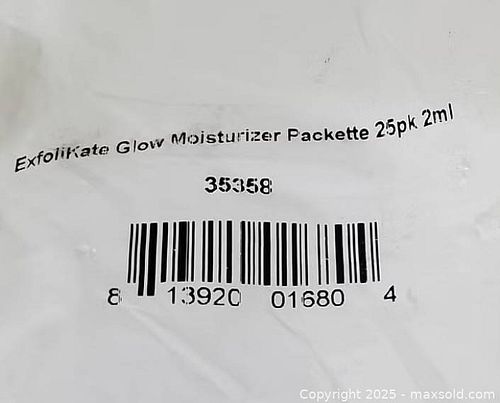 ExfoliKate Glow Moisturizer Packette 25pk 2ml
35358
8 13920 01680 4
Copyright © 2025 - maxsold.com